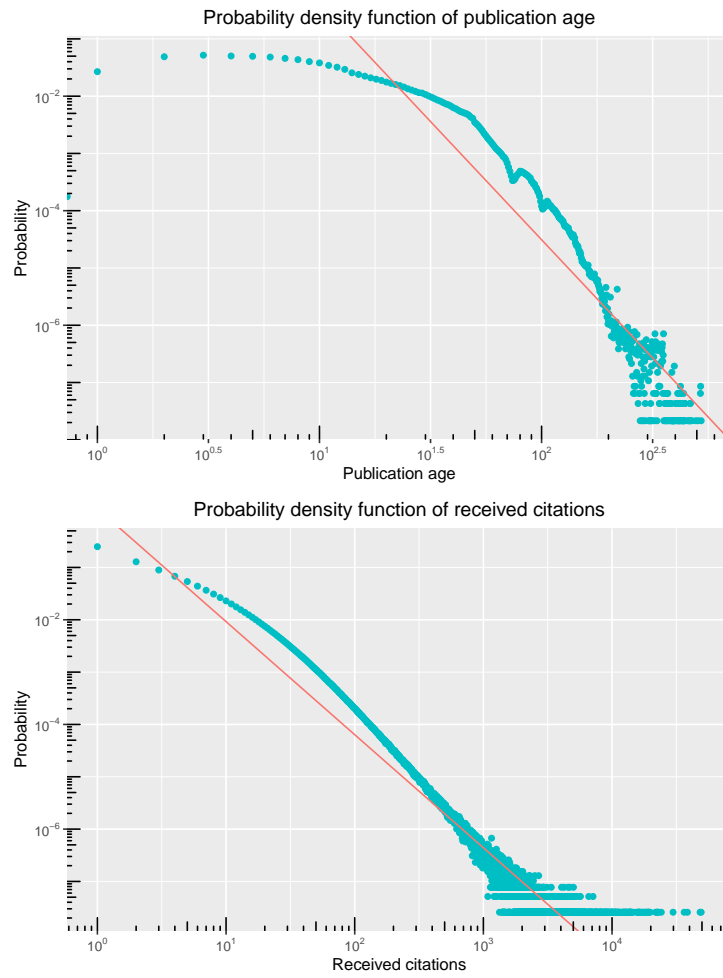 Probability density function of publication age
Probability
10^-2
10^-4
10^-6
10^0 10^0.5 10^1 10^1.5 10^2 10^2.5
Publication age
Probability density function of received citations
Probability
10^-2
10^-4
10^-6
10^0 10^1 10^2 10^3 10^4
Received citations